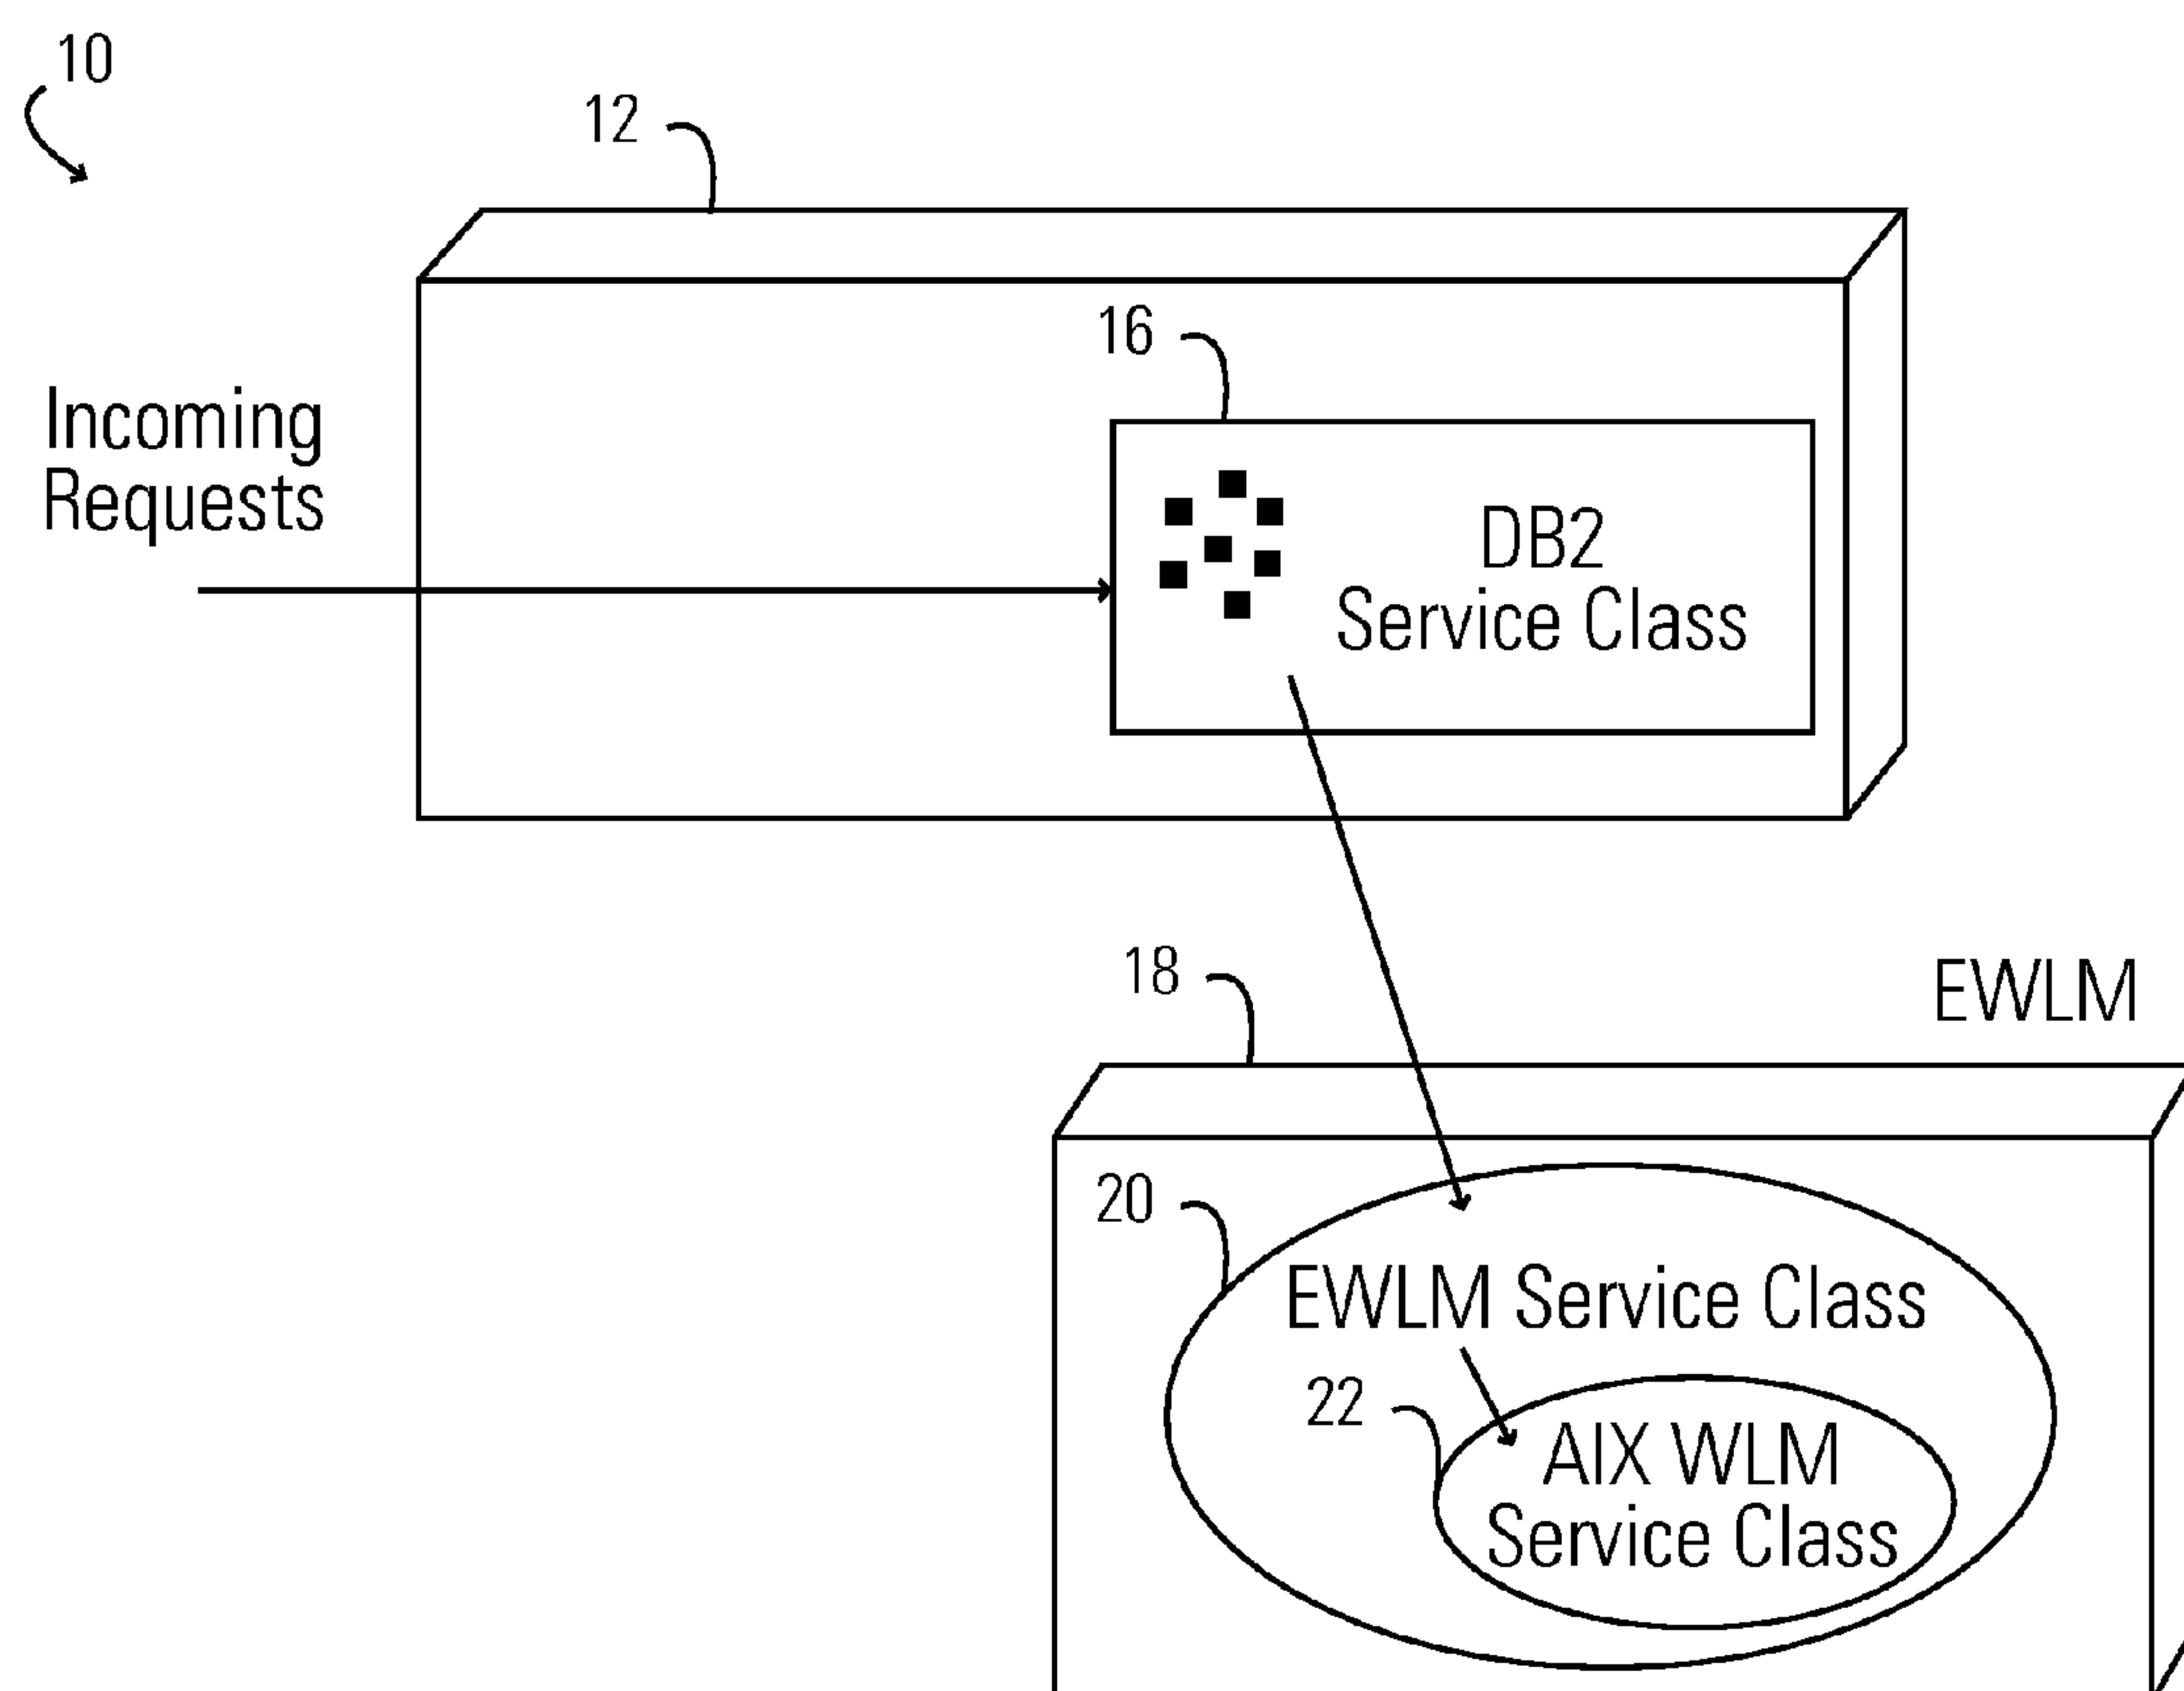 10
12
16
Incoming
Requests
DB2
Service Class
18
EWLM
20
EWLM Service Class
22
AIX WLM
Service Class